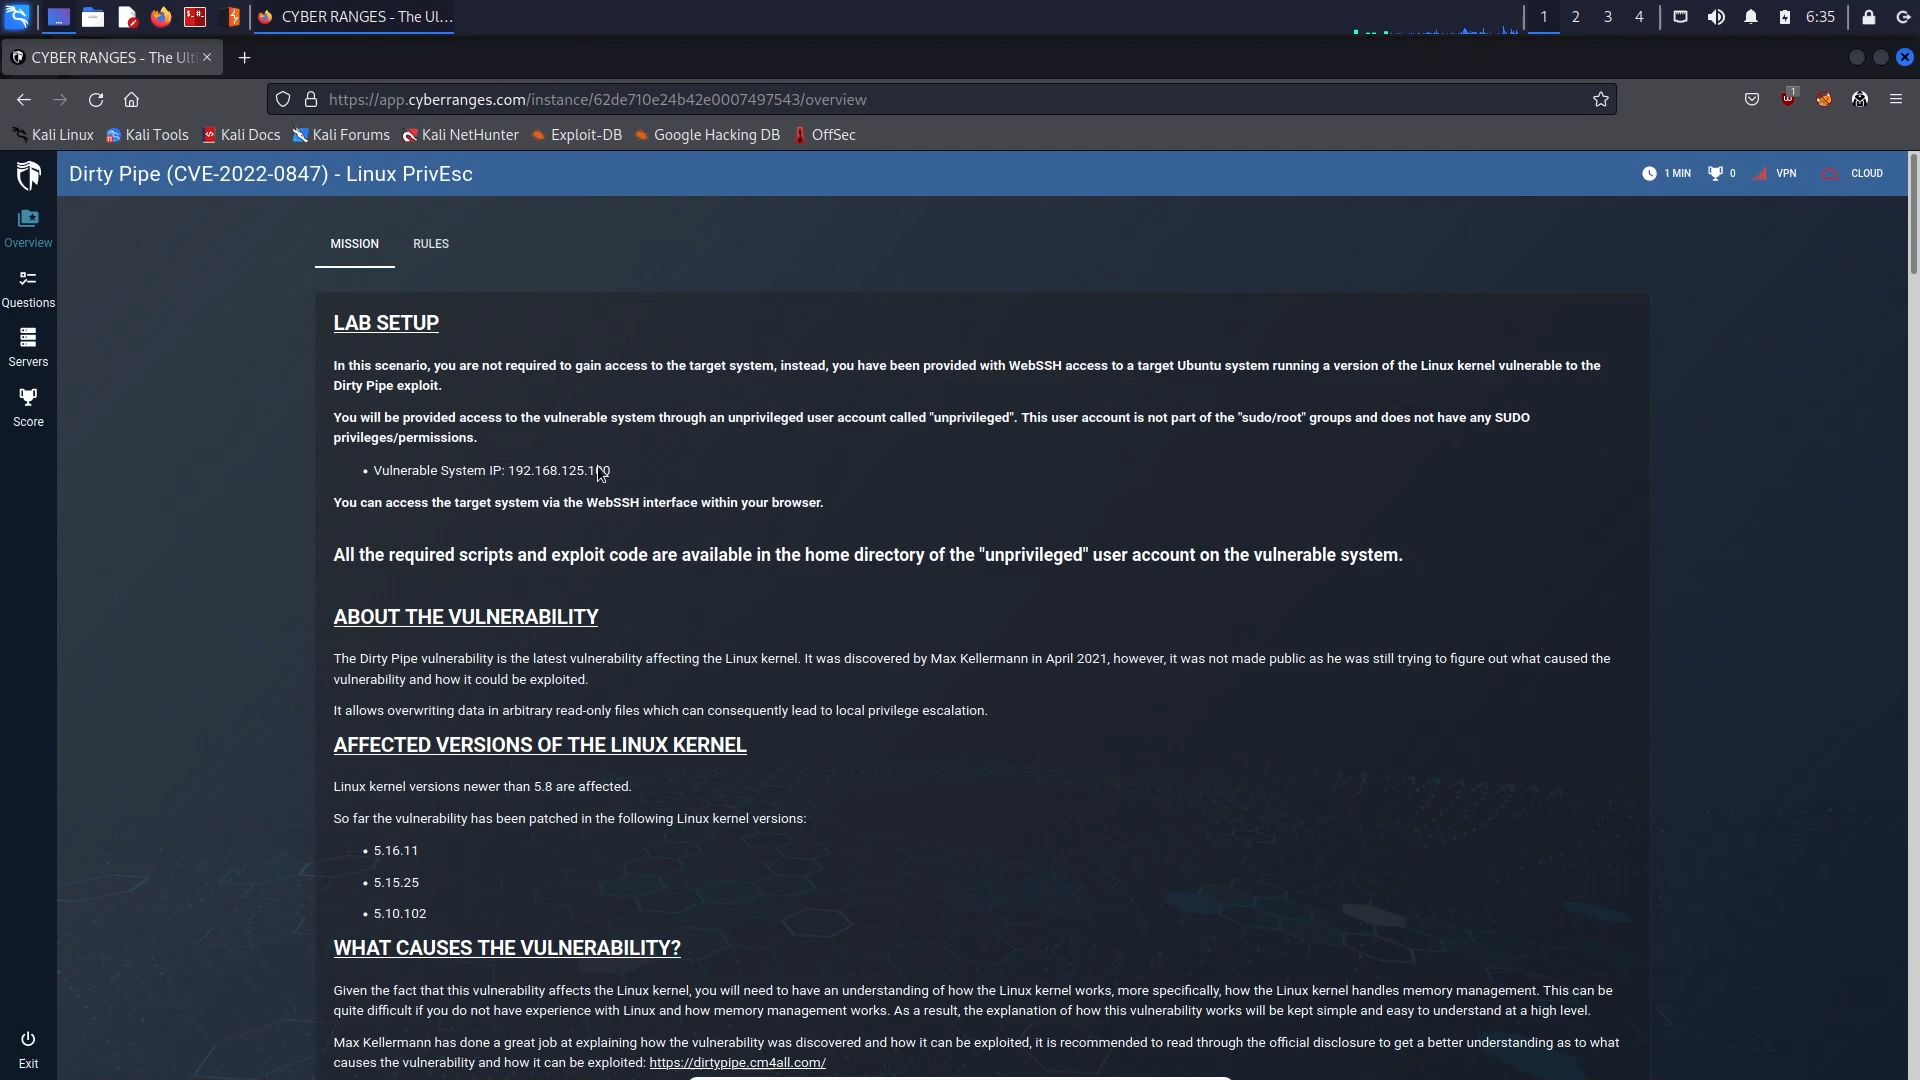 CYBER RANGES - The Ul...
1 2 3 4
6:35
CYBER RANGES - The Ulti
https://app.cyberranges.com/instance/62de710e24b42e0007497543/overview
1
Kali Linux Kali Tools Kali Docs Kali Forums Kali NetHunter Exploit-DB Google Hacking DB OffSec
Dirty Pipe (CVE-2022-0847) - Linux PrivEsc
1 MIN 0 VPN CLOUD
Overview
Questions
Servers
Score
Exit
MISSION RULES
LAB SETUP
In this scenario, you are not required to gain access to the target system, instead, you have been provided with WebSSH access to a target Ubuntu system running a version of the Linux kernel vulnerable to the
Dirty Pipe exploit.
You will be provided access to the vulnerable system through an unprivileged user account called "unprivileged". This user account is not part of the "sudo/root" groups and does not have any SUDO
privileges/permissions.
• Vulnerable System IP:
You can access the target system via the WebSSH interface within your browser.
All the required scripts and exploit code are available in the home directory of the "unprivileged" user account on the vulnerable system.
ABOUT THE VULNERABILITY
The Dirty Pipe vulnerability is the latest vulnerability affecting the Linux kernel. It was discovered by Max Kellermann in April 2021, however, it was not made public as he was still trying to figure out what caused the
vulnerability and how it could be exploited.
It allows overwriting data in arbitrary read-only files which can consequently lead to local privilege escalation.
AFFECTED VERSIONS OF THE LINUX KERNEL
Linux kernel versions newer than 5.8 are affected.
So far the vulnerability has been patched in the following Linux kernel versions:
• 5.16.11
• 5.15.25
• 5.10.102
WHAT CAUSES THE VULNERABILITY?
Given the fact that this vulnerability affects the Linux kernel, you will need to have an understanding of how the Linux kernel works, more specifically, how the Linux kernel handles memory management. This can be
quite difficult if you do not have experience with Linux and how memory management works. As a result, the explanation of how this vulnerability works will be kept simple and easy to understand at a high level.
Max Kellermann has done a great job at explaining how the vulnerability was discovered and how it can be exploited, it is recommended to read through the official disclosure to get a better understanding as to what
causes the vulnerability and how it can be exploited: https://dirtypipe.cm4all.com/